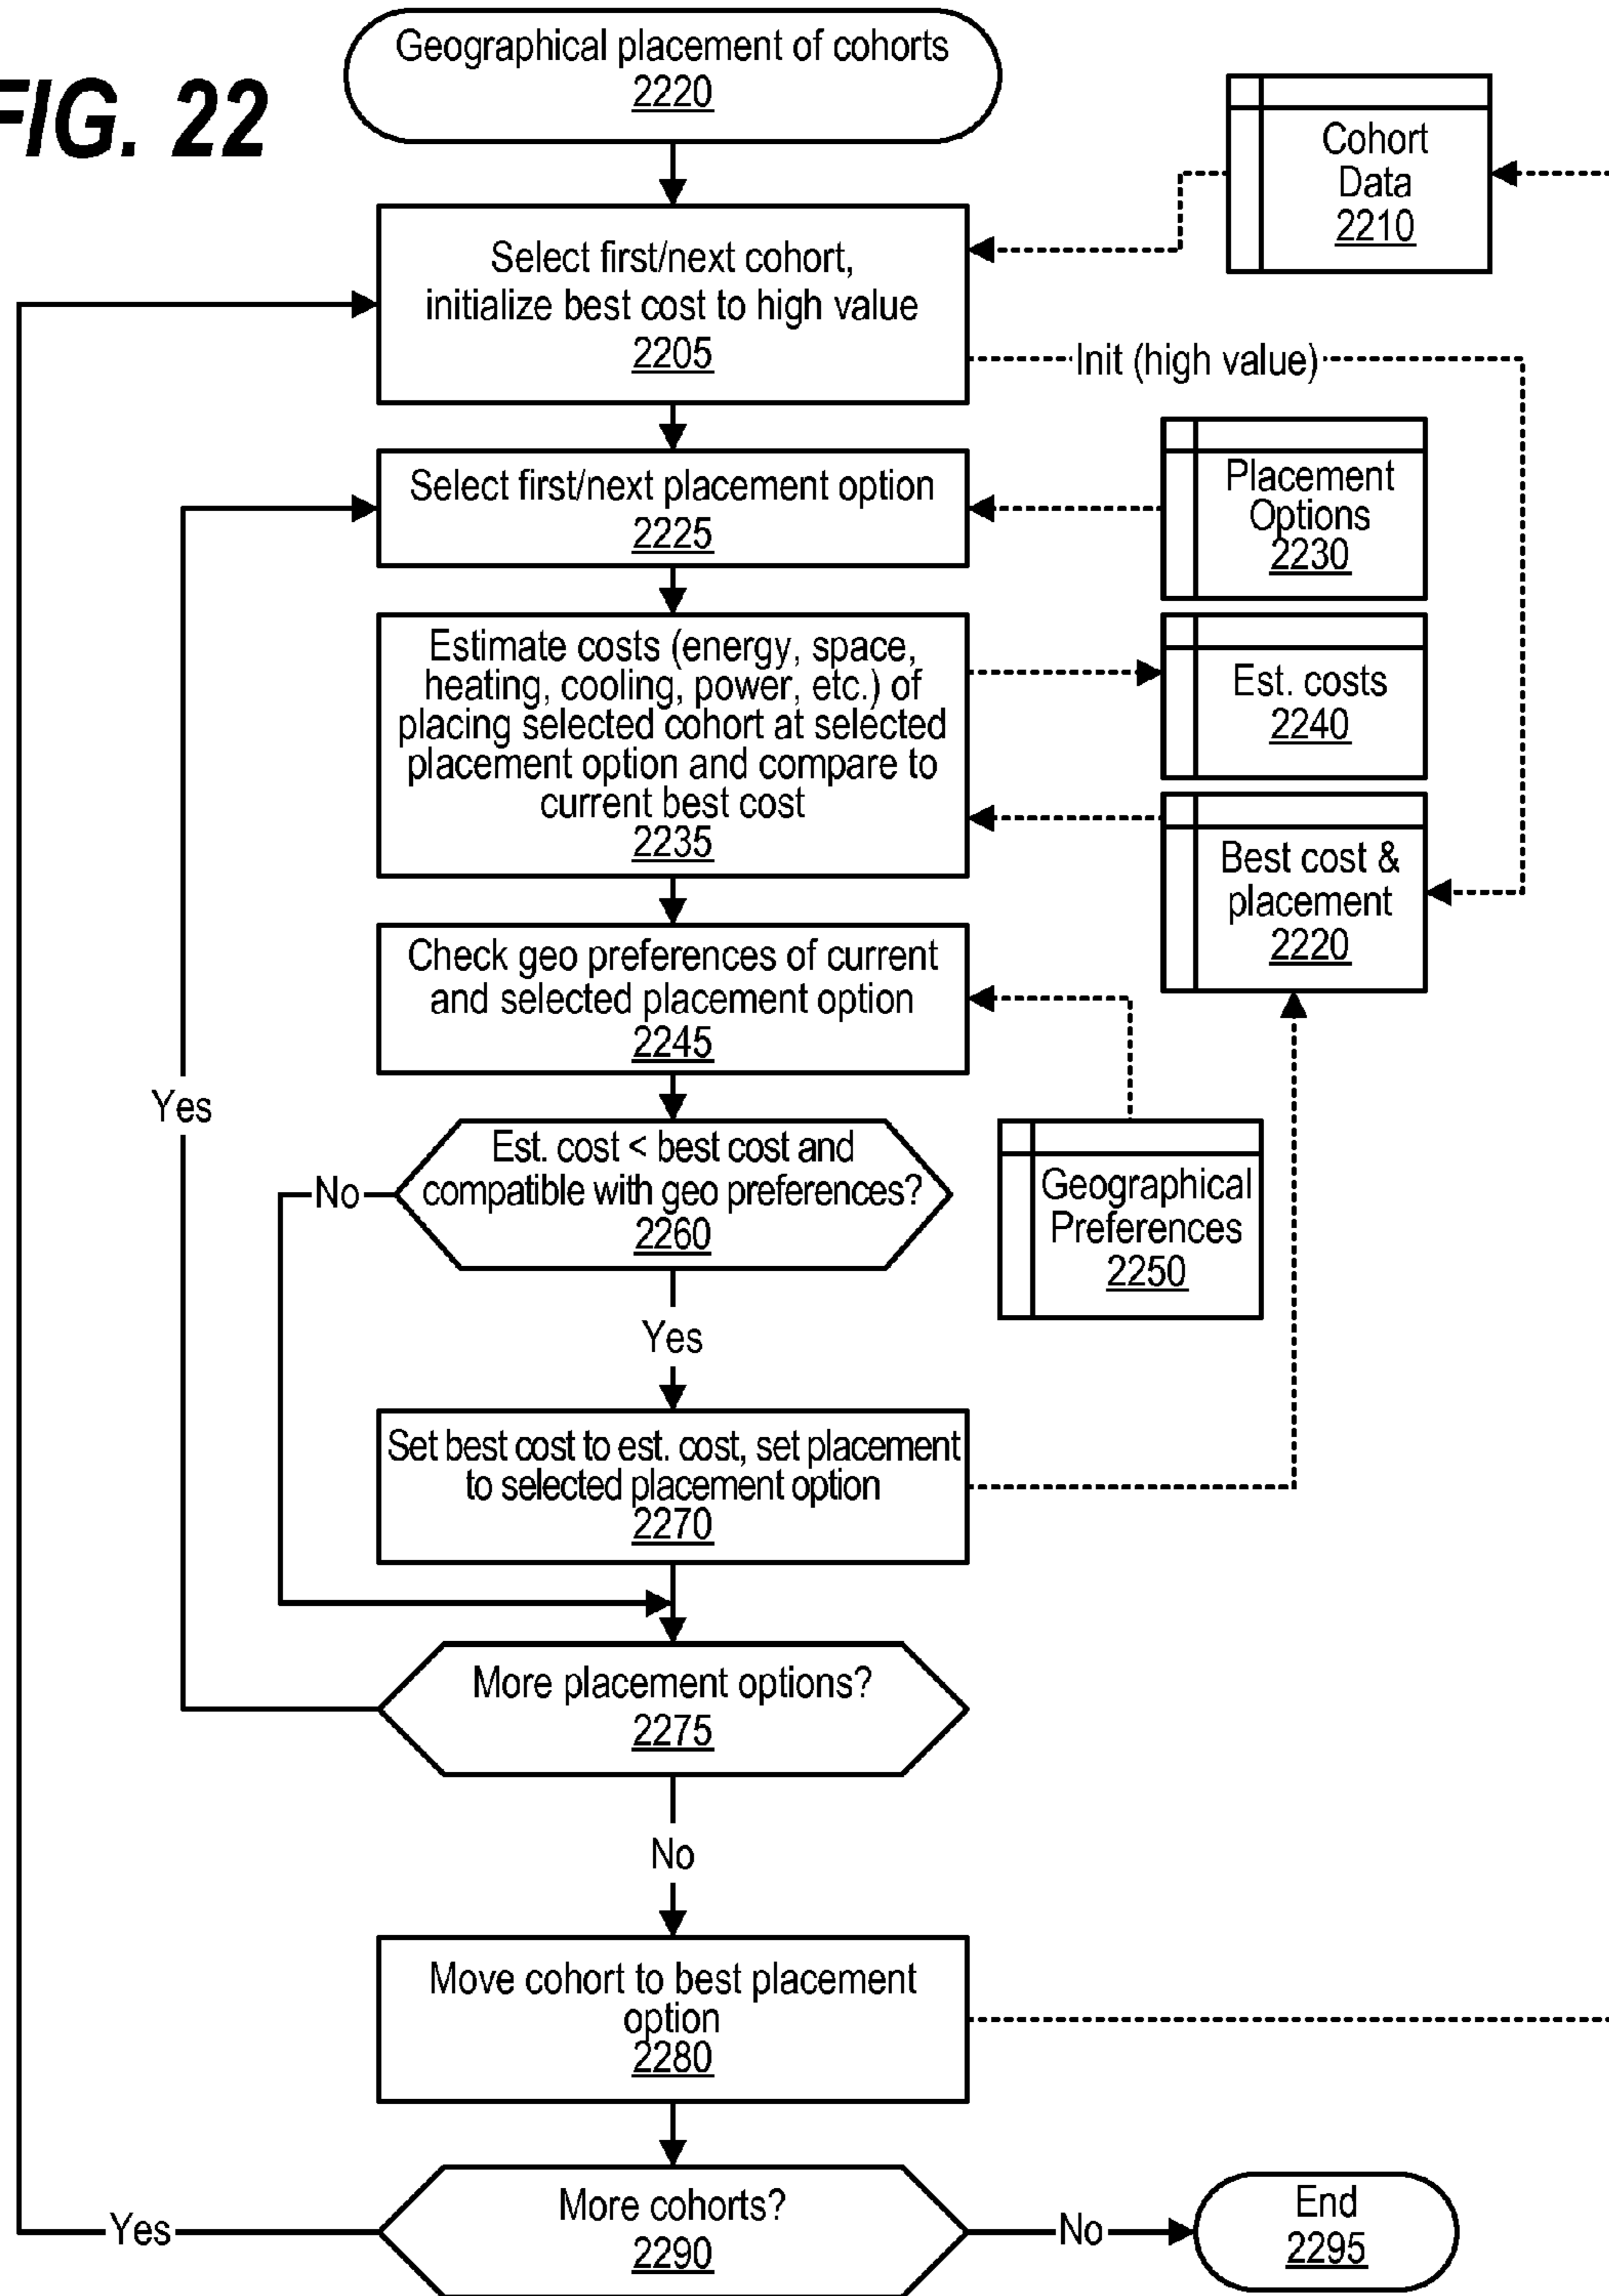 FIG. 22
Geographical placement of cohorts
2220
Cohort
Data
2210
Select first/next cohort,
initialize best cost to high value
2205
Init (high value)
Select first/next placement option
2225
Placement
Options
2230
Estimate costs (energy, space,
heating, cooling, power, etc.) of
placing selected cohort at selected
placement option and compare to
current best cost
2235
Est. costs
2240
Best cost &
placement
2220
Check geo preferences of current
and selected placement option
2245
Yes
Est. cost < best cost and
compatible with geo preferences?
2260
No
Geographical
Preferences
2250
Yes
Set best cost to est. cost, set placement
to selected placement option
2270
More placement options?
2275
No
Move cohort to best placement
option
2280
More cohorts?
2290
Yes
No
End
2295